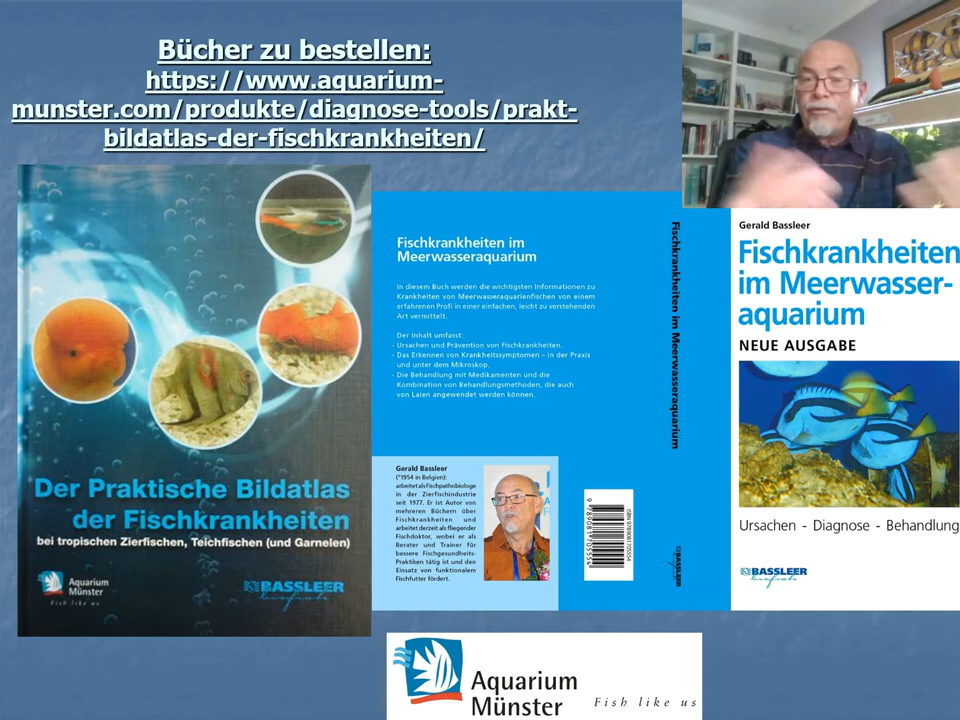 Bücher zu bestellen:
https://www.aquarium-
munster.com/produkte/diagnose-tools/prakt-
bildatlas-der-fischkrankheiten/
Der Praktische Bildatlas
der Fischkrankheiten
bei tropischen Zierfischen, Teichfischen (und Garnelen)
Aquarium
Münster
Fish like us
BASSLEER
biofish
Fischkrankheiten im
Meerwasseraquarium
In diesem Buch werden die wichtigsten Informationen zu
Krankheiten von Meerwasseraquarienfischen von einem
erfahrenen Profi in einer einfachen, leicht zu verstehenden
Art vermittelt.
Der Inhalt umfasst:
- Ursachen und Prävention von Fischkrankheiten.
- Das Erkennen von Krankheitssymptomen – in der Praxis
und unter dem Mikroskop.
- Die Behandlung mit Medikamenten und die
Kombination von Behandlungsmethoden, die auch
von Laien angewendet werden können.
Gerald Bassleer
(*1954 in Belgien):
arbeitet als Fischpathobiologe
in der Zierfischindustrie
seit 1977. Er ist Autor von
mehreren Büchern über
Fischkrankheiten und
arbeitet derzeit als fliegender
Fischdoktor, wobei er als
Berater und Trainer für
bessere Fischgesundheits-
Praktiken tätig ist und den
Einsatz von funktionalem
Fischfutter fördert.
Fischkrankheiten im Meerwasseraquarium
BASSLEER
Gerald Bassleer
Fischkrankheiten
im Meerwasser-
aquarium
NEUE AUSGABE
Ursachen - Diagnose - Behandlung
BASSLEER
biofish
Aquarium
Münster
Fish like us